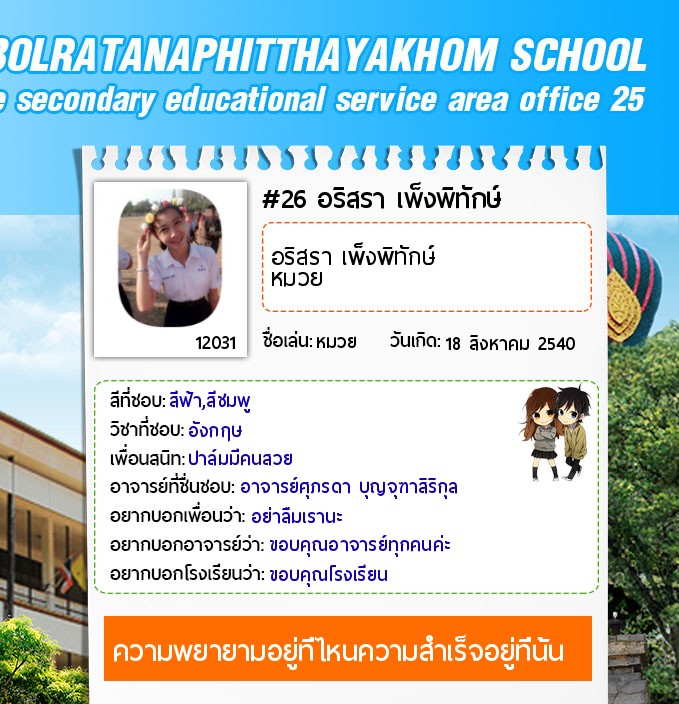 BOLRATANAPHITTHAYAKHOM SCHOOL
e secondary educational service area office 25
#26 อริสรา เพ็งพิทักษ์
อริสรา เพ็งพิทักษ์
หมวย
12031
ชื่อเล่น: หมวย วันเกิด: 18 สิงหาคม 2540
สีที่ชอบ: สีฟ้า,สีชมพู
วิชาที่ชอบ: อังกฤษ
เพื่อนสนิท: ปาล์มมีคนสวย
อาจารย์ที่ชื่นชอบ: อาจารย์ศุภรดา บุญจุฑาสิริกุล
อยากบอกเพื่อนว่า: อย่าลืมเรานะ
อยากบอกอาจารย์ว่า: ขอบคุณอาจารย์ทุกคนค่ะ
อยากบอกโรงเรียนว่า: ขอบคุณโรงเรียน
ความพยายามอยู่ที่ไหนความสำเร็จอยู่ที่นั่น